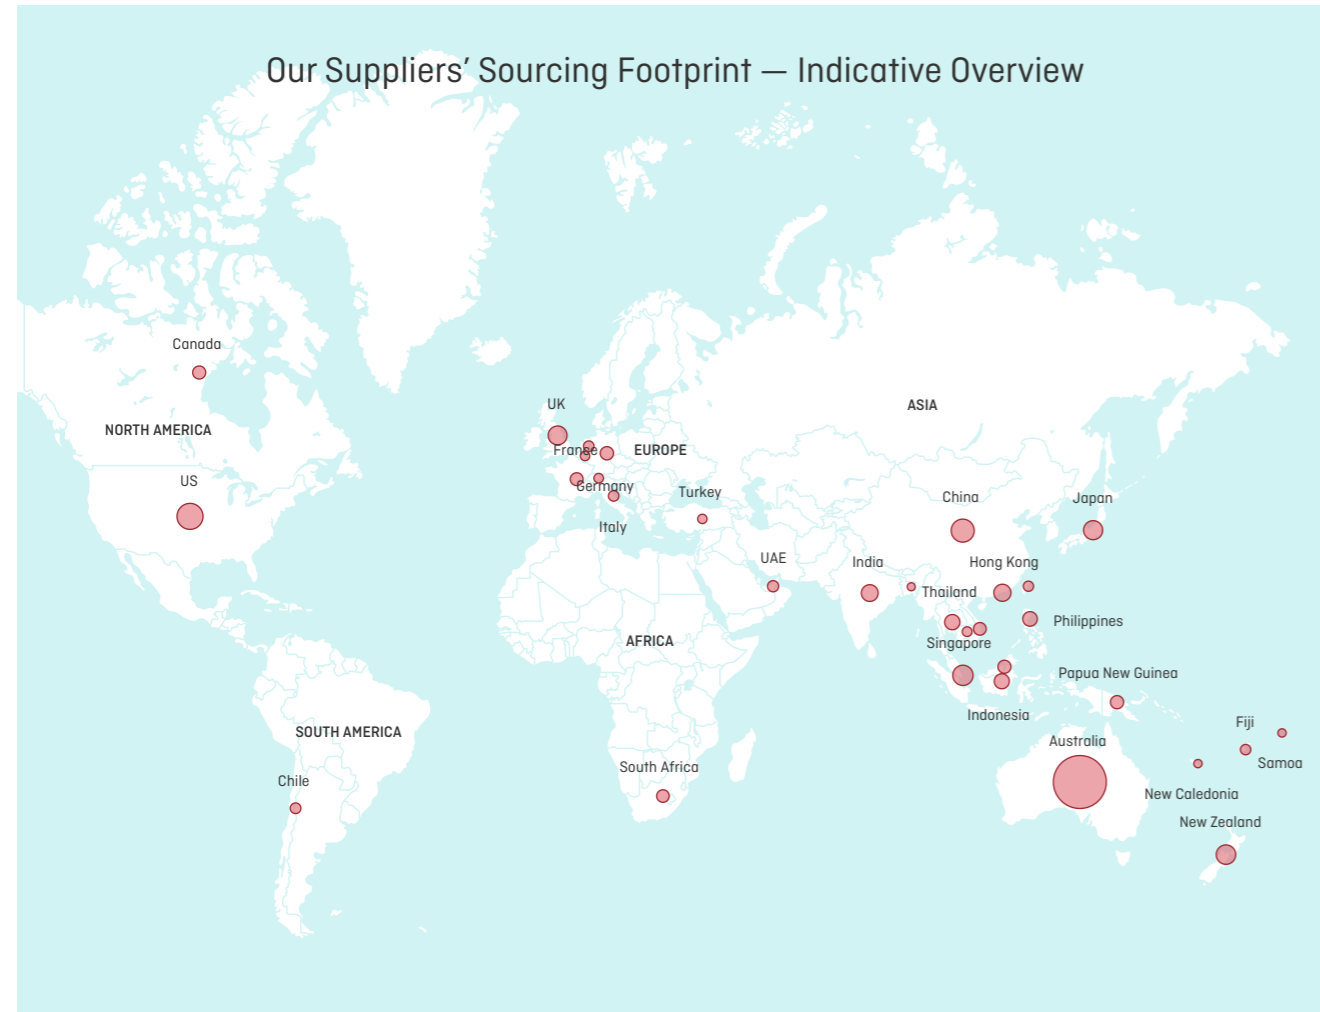 Our Suppliers’ Sourcing Footprint — Indicative Overview
Canada
UK
ASIA
NORTH AMERICA
France
EUROPE
US
Germany
Turkey
China
Japan
Italy
UAE
India
Hong Kong
Thailand
Philippines
AFRICA
Singapore
Papua New Guinea
Indonesia
Fiji
SOUTH AMERICA
Australia
Samoa
South Africa
Chile
New Caledonia
New Zealand